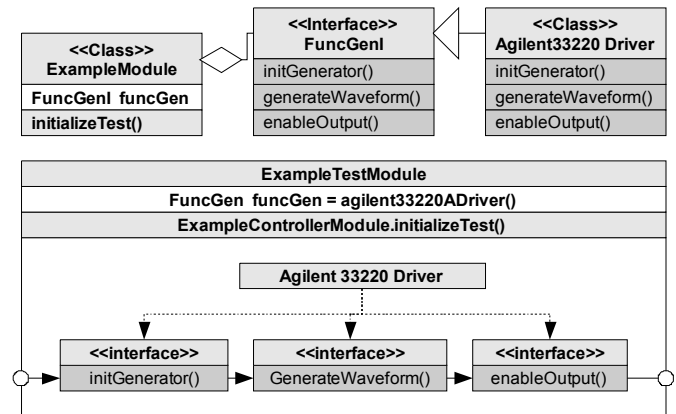 <<Class>>
ExampleModule
FuncGenI funcGen
initializeTest()
<<Interface>>
FuncGenI
initGenerator()
generateWaveform()
enableOutput()
<<Class>>
Agilent33220 Driver
initGenerator()
generateWaveform()
enableOutput()
ExampleTestModule
FuncGen funcGen = agilent33220ADriver()
ExampleControllerModule.initializeTest()
Agilent 33220 Driver
<<interface>>
initGenerator()
<<interface>>
GenerateWaveform()
<<interface>>
enableOutput()